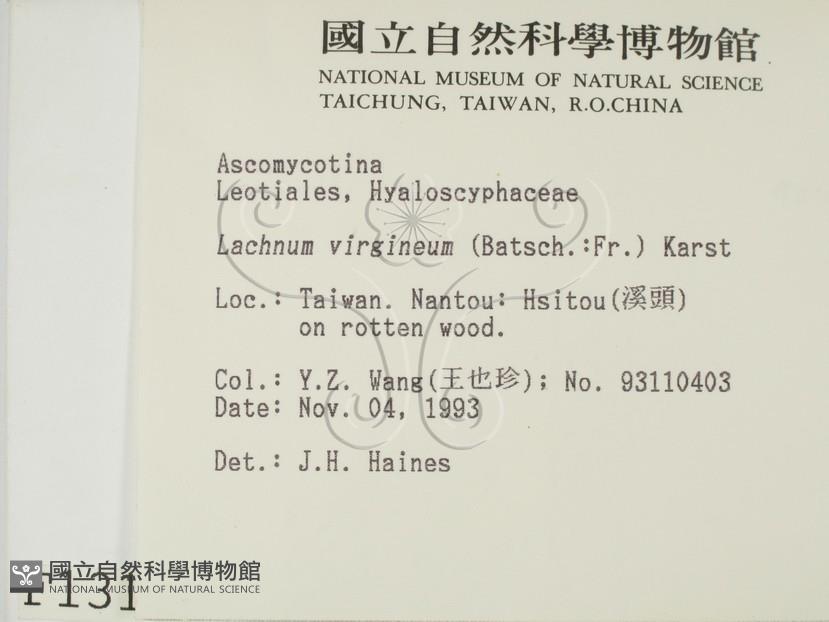 國立自然科學博物館
NATIONAL MUSEUM OF NATURAL SCIENCE
TAICHUNG, TAIWAN, R.O.CHINA
Ascomycotina
Leotiales, Hyaloscyphaceae
Lachnum virgineum (Batsch.:Fr.) Karst
Loc.: Taiwan. Nantou: Hsitou(溪頭)
on rotten wood.
Col.: Y.Z. Wang(王也珍); No. 93110403
Date: Nov. 04, 1993
Det.: J.H. Haines
國立自然科學博物館
NATIONAL MUSEUM OF NATURAL SCIENCE
F131